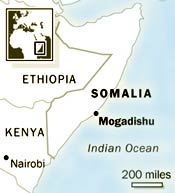 ETHIOPIA
SOMALIA
Mogadishu
KENYA
Indian Ocean
Nairobi
200 miles